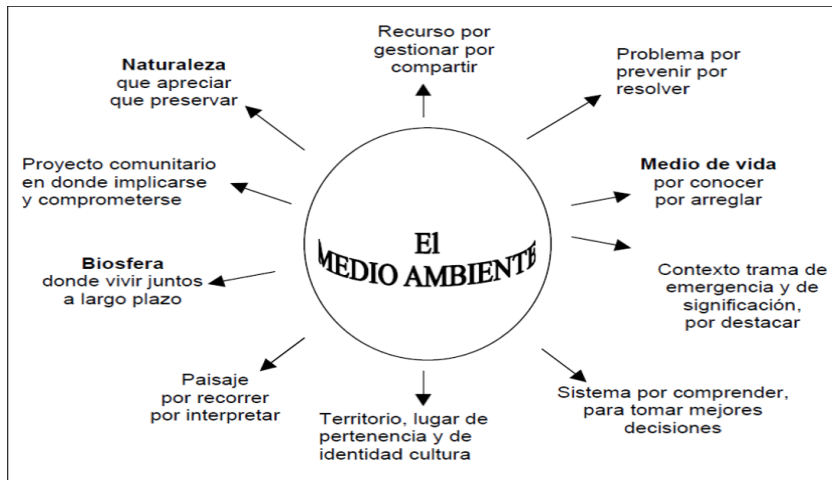 Recurso por
gestionar por
compartir
Problema por
prevenir por
resolver
Naturaleza
que apreciar
que preservar
Proyecto comunitario
en donde implicarse
y comprometerse
Medio de vida
por conocer
por arreglar
El
MEDIO AMBIENTE
Biosfera
donde vivir juntos
a largo plazo
Contexto trama de
emergencia y de
significación,
por destacar
Paisaje
por recorrer
por interpretar
Territorio, lugar de
pertenencia y de
identidad cultura
Sistema por comprender,
para tomar mejores
decisiones